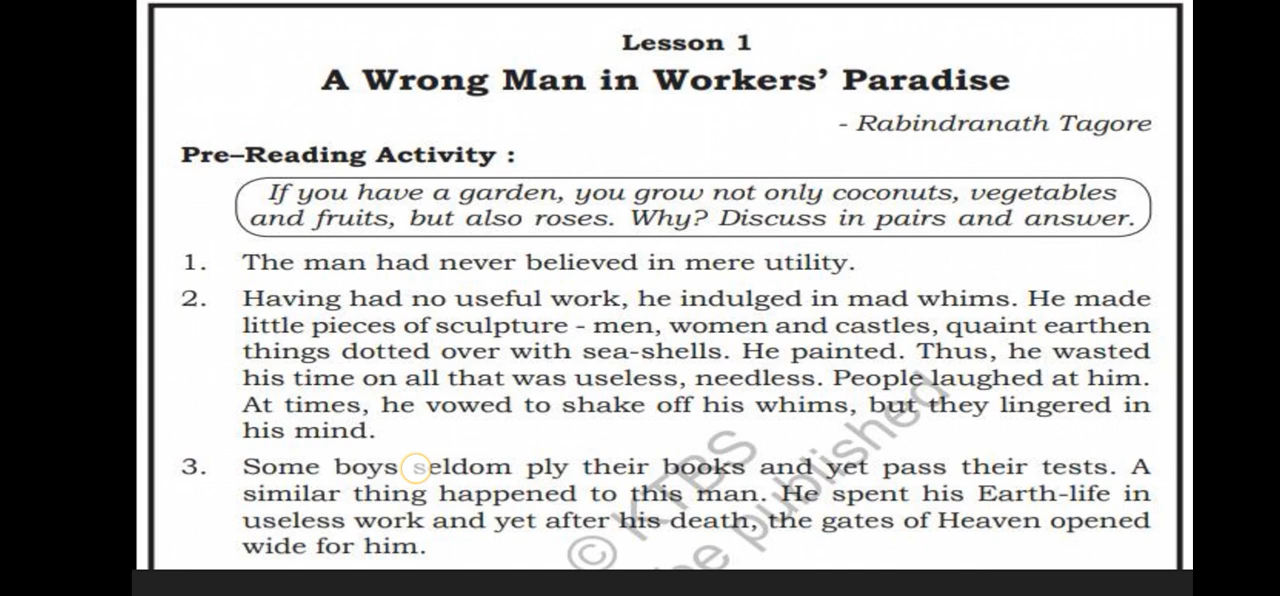 Lesson 1
A Wrong Man in Workers' Paradise
- Rabindranath Tagore
Pre–Reading Activity :
If you have a garden, you grow not only coconuts, vegetables
and fruits, but also roses. Why? Discuss in pairs and answer.
1. The man had never believed in mere utility.
2. Having had no useful work, he indulged in mad whims. He made
little pieces of sculpture - men, women and castles, quaint earthen
things dotted over with sea-shells. He painted. Thus, he wasted
his time on all that was useless, needless. People laughed at him.
At times, he vowed to shake off his whims, but they lingered in
his mind.
3. Some boys seldom ply their books and yet pass their tests. A
similar thing happened to this man. He spent his Earth-life in
useless work and yet after his death, the gates of Heaven opened
wide for him.
© KTBS
be published